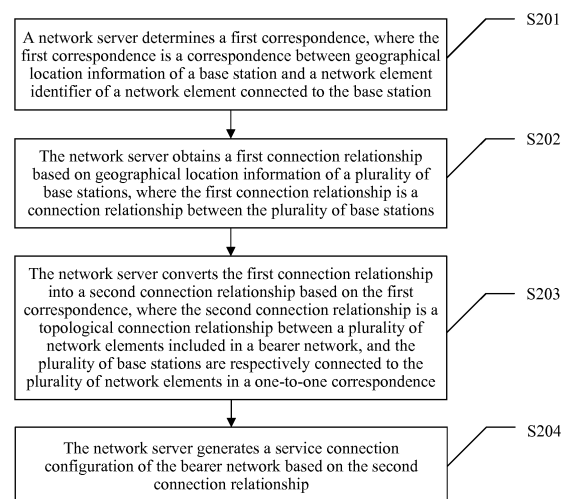 S201
A network server determines a first correspondence, where the
first correspondence is a correspondence between geographical
location information of a base station and a network element
identifier of a network element connected to the base station
S202
The network server obtains a first connection relationship
based on geographical location information of a plurality of
base stations, where the first connection relationship is a
connection relationship between the plurality of base stations
S203
The network server converts the first connection relationship
into a second connection relationship based on the first
correspondence, where the second connection relationship is a
topological connection relationship between a plurality of
network elements included in a bearer network, and the
plurality of base stations are respectively connected to the
plurality of network elements in a one-to-one correspondence
S204
The network server generates a service connection
configuration of the bearer network based on the second
connection relationship